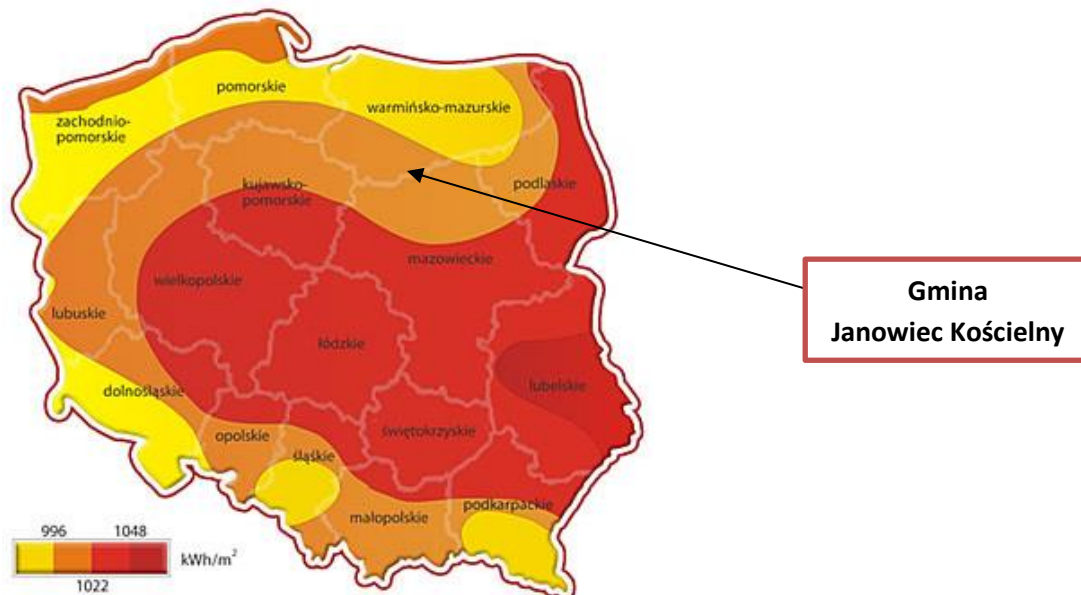 pomorskie
warmińsko-mazurskie
zachodnio-
pomorskie
podlaskie
kujawsko-
pomorskie
mazowieckie
wielkopolskie
Gmina
Janowiec Kościelny
lubuskie
łódzkie
dolnośląskie
lubelskie
opolskie
świętokrzyskie
śląskie
podkarpackie
małopolskie
996 1048
kWh/m²
1022